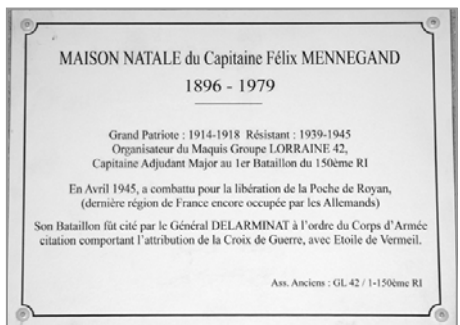 MAISON NATALE du Capitaine Félix MENNEGAND
1896 - 1979
Grand Patriote : 1914-1918 Résistant : 1939-1945
Organisateur du Maquis Groupe LORRAINE 42,
Capitaine Adjudant Major au 1er Bataillon du 150ème RI
En Avril 1945, a combattu pour la libération de la Poche de Royan,
(dernière région de France encore occupée par les Allemands)
Son Bataillon fût cité par le Général DELARMINAT à l'ordre du Corps d'Armée
citation comportant l'attribution de la Croix de Guerre, avec Etoile de Vermeil.
Ass. Anciens : GL 42 / 1-150ème RI